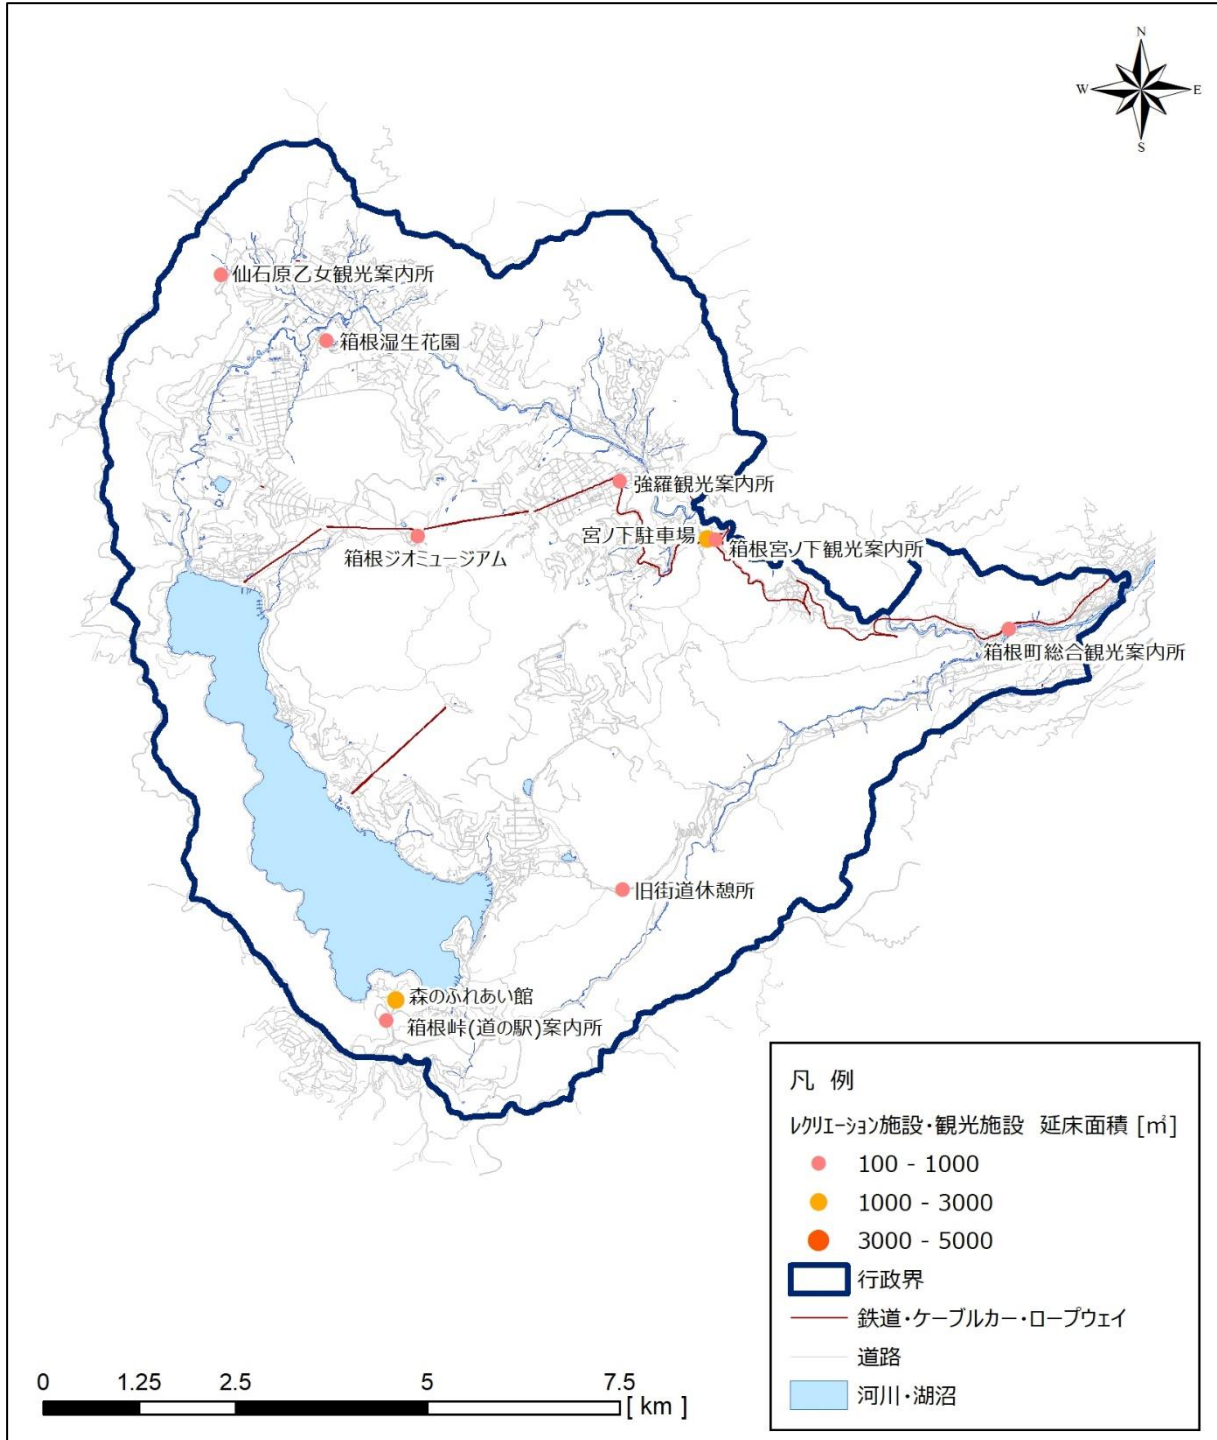 N
W
E
S
仙石原乙女観光案内所
箱根湿生花園
強羅観光案内所
宮ノ下駐車場
箱根宮ノ下観光案内所
箱根ジオミュージアム
箱根町総合観光案内所
旧街道休憩所
森のふれあい館
箱根峠(道の駅)案内所
凡 例
ﾚｸﾘｴｰｼｮﾝ施設・観光施設 延床面積 [㎡]
100 - 1000
1000 - 3000
3000 - 5000
行政界
鉄道・ケーブルカー・ロープウェイ
道路
河川・湖沼
0 1.25 2.5 5 7.5
[ km ]